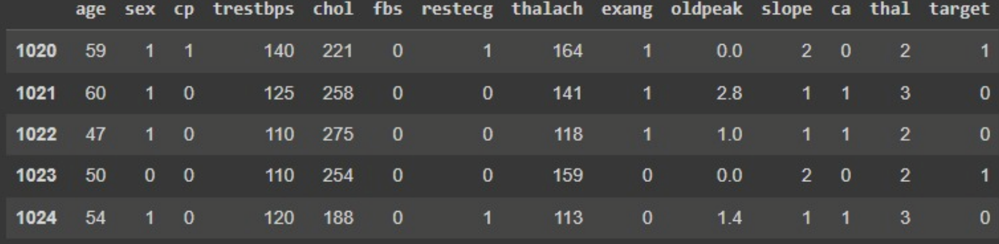 age sex cp trestbps chol fbs restecg thalach exang oldpeak slope ca thal target
1020 59 1 1 140 221 0 1 164 1 0.0 2 0 2 1
1021 60 1 0 125 258 0 0 141 1 2.8 1 1 3 0
1022 47 1 0 110 275 0 0 118 1 1.0 1 1 2 0
1023 50 0 0 110 254 0 0 159 0 0.0 2 0 2 1
1024 54 1 0 120 188 0 1 113 0 1.4 1 1 3 0